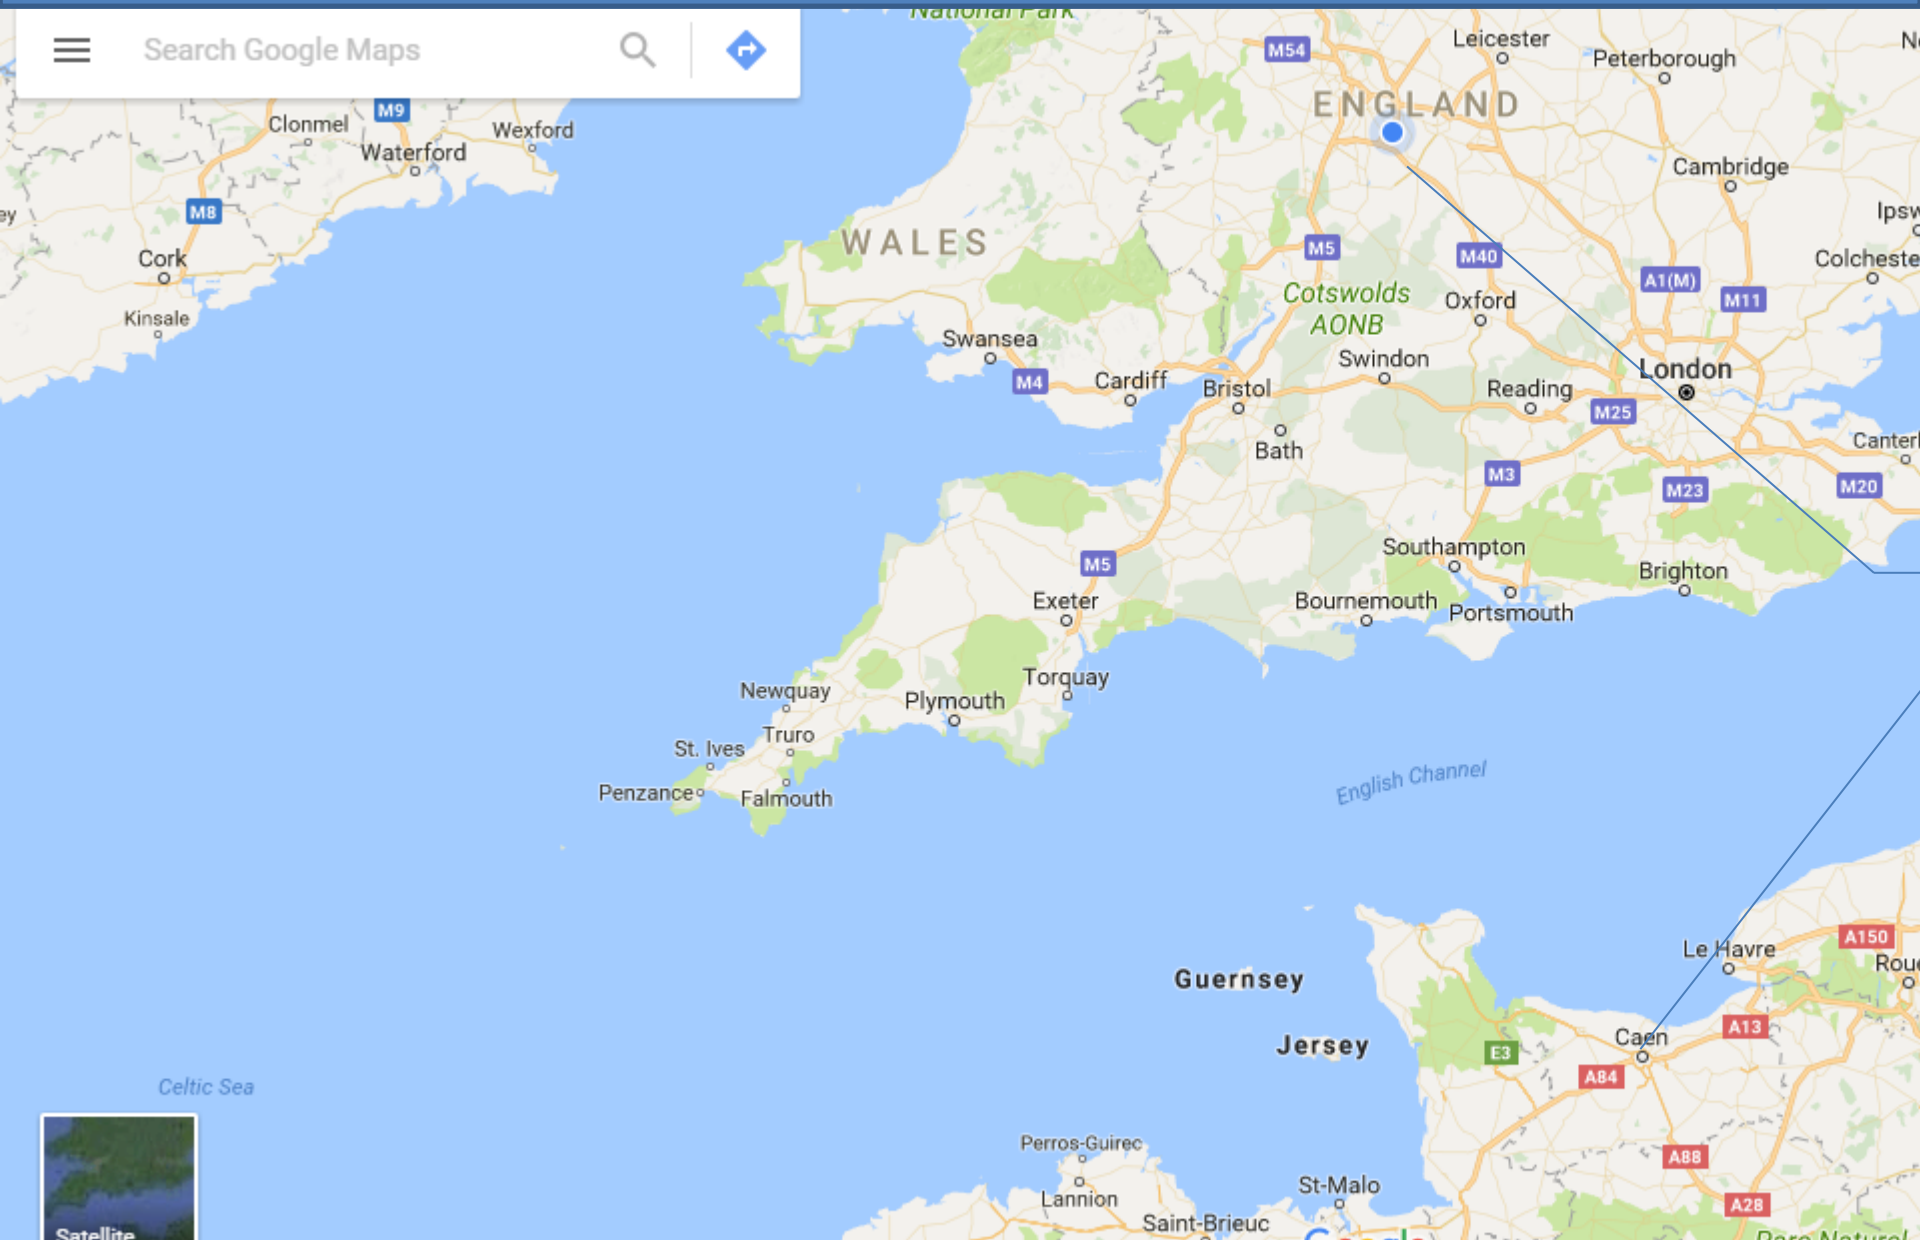 National Park
Search Google Maps
M54
Leicester
Peterborough
ENGLAND
M9
Clonmel
Wexford
Waterford
Cambridge
M8
WALES
M5
M40
Cork
A1(M)
M11
Cotswolds
AONB
Oxford
Kinsale
Swansea
Swindon
London
M4
Cardiff
Bristol
Reading
M25
Bath
M3
M23
M20
Southampton
M5
Brighton
Exeter
Bournemouth
Portsmouth
Torquay
Newquay
Plymouth
Truro
St. Ives
English Channel
Penzance
Falmouth
Le Havre
A150
Guernsey
A13
Caen
Jersey
E3
A84
Celtic Sea
Perros-Guirec
A88
St-Malo
Lannion
A28
Saint-Brieuc
Satellite
Google